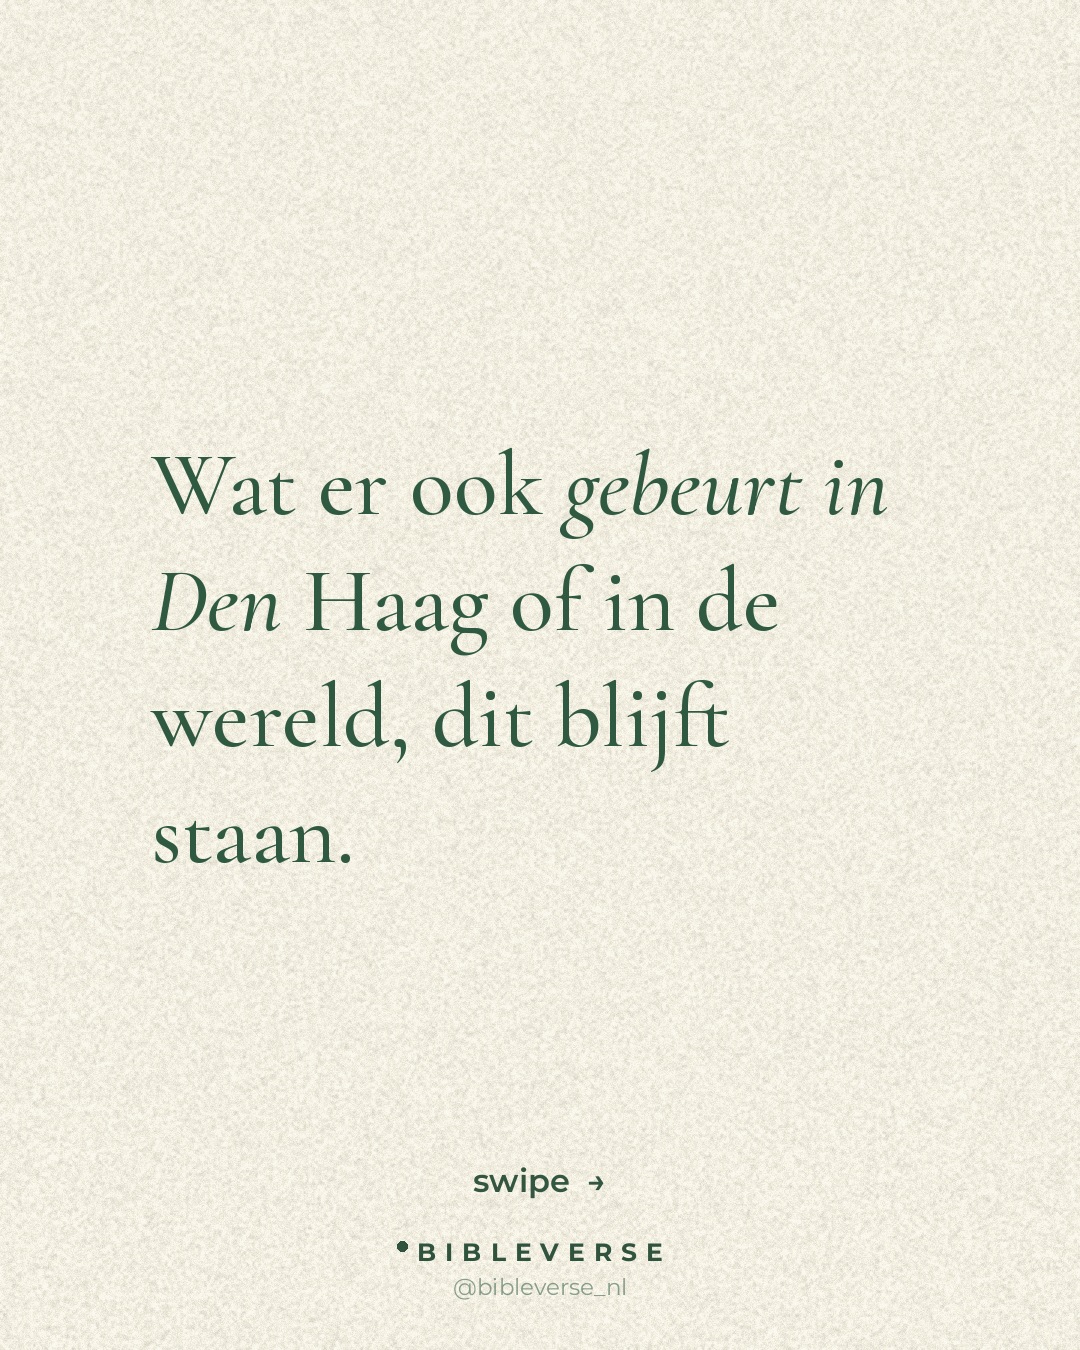 Wat er ook gebeurt in
Den Haag of in de
wereld, dit blijft
staan.
swipe →
BIBLEVERSE
@bibleverse_nl